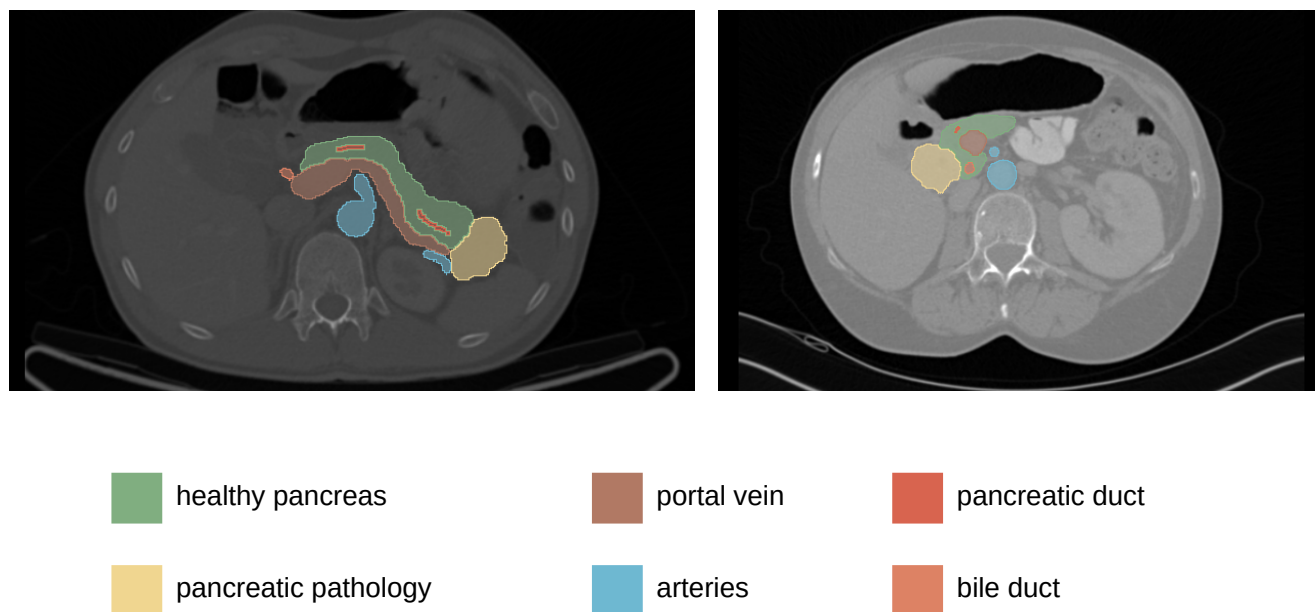 healthy pancreas
portal vein
pancreatic duct
pancreatic pathology
arteries
bile duct